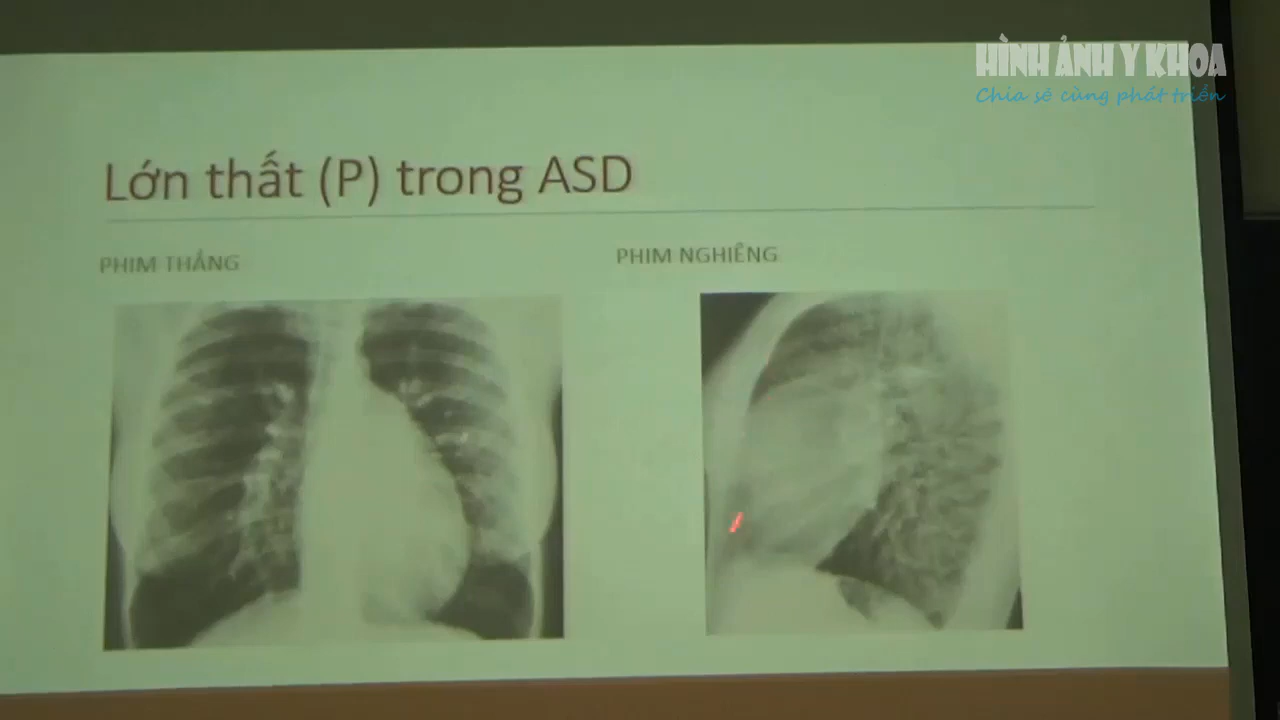 HÌNH ẢNH Y KHOA
Chia sẻ cùng phát triển
Lớn thất (P) trong ASD
PHIM THẲNG
PHIM NGHIÊNG